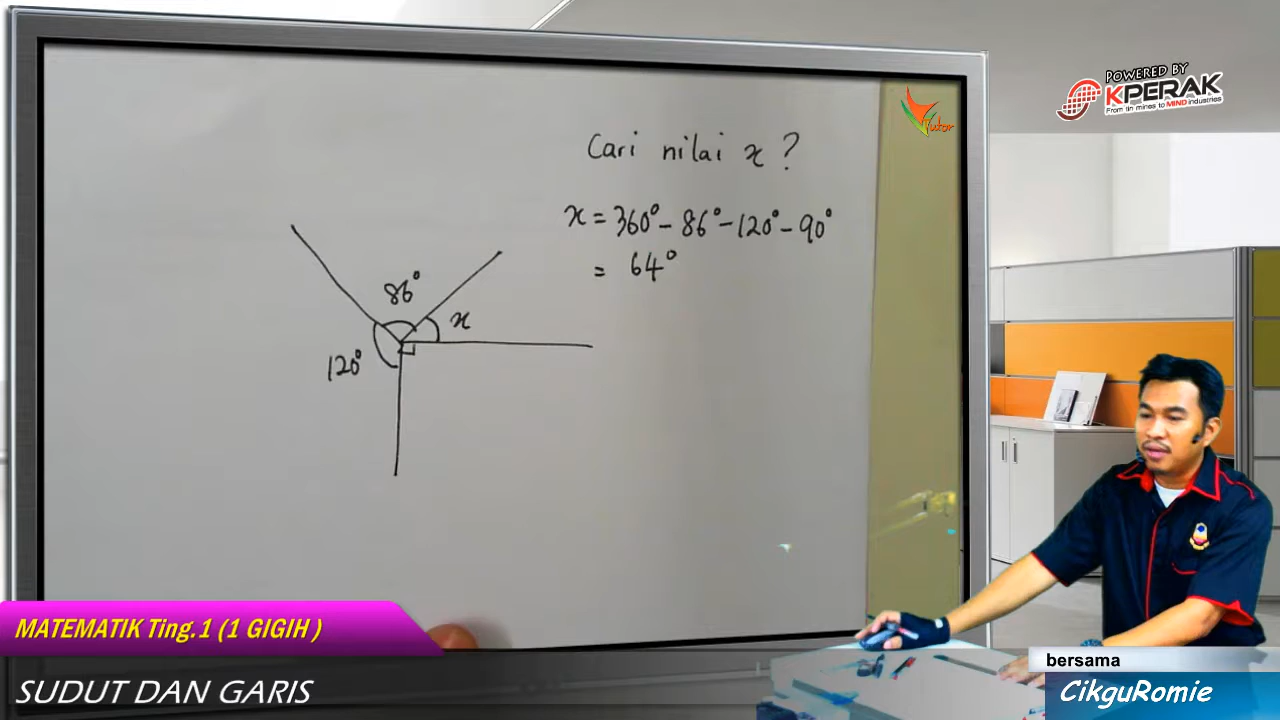 POWERED BY
KPERAK
From tin mines to MIND industries
Tutor
Cari nilai x ?
x = 360° - 86° - 120° - 90°
= 64°
86°
x
120°
MATEMATIK Ting.1 (1 GIGIH )
SUDUT DAN GARIS
bersama
CikguRomie